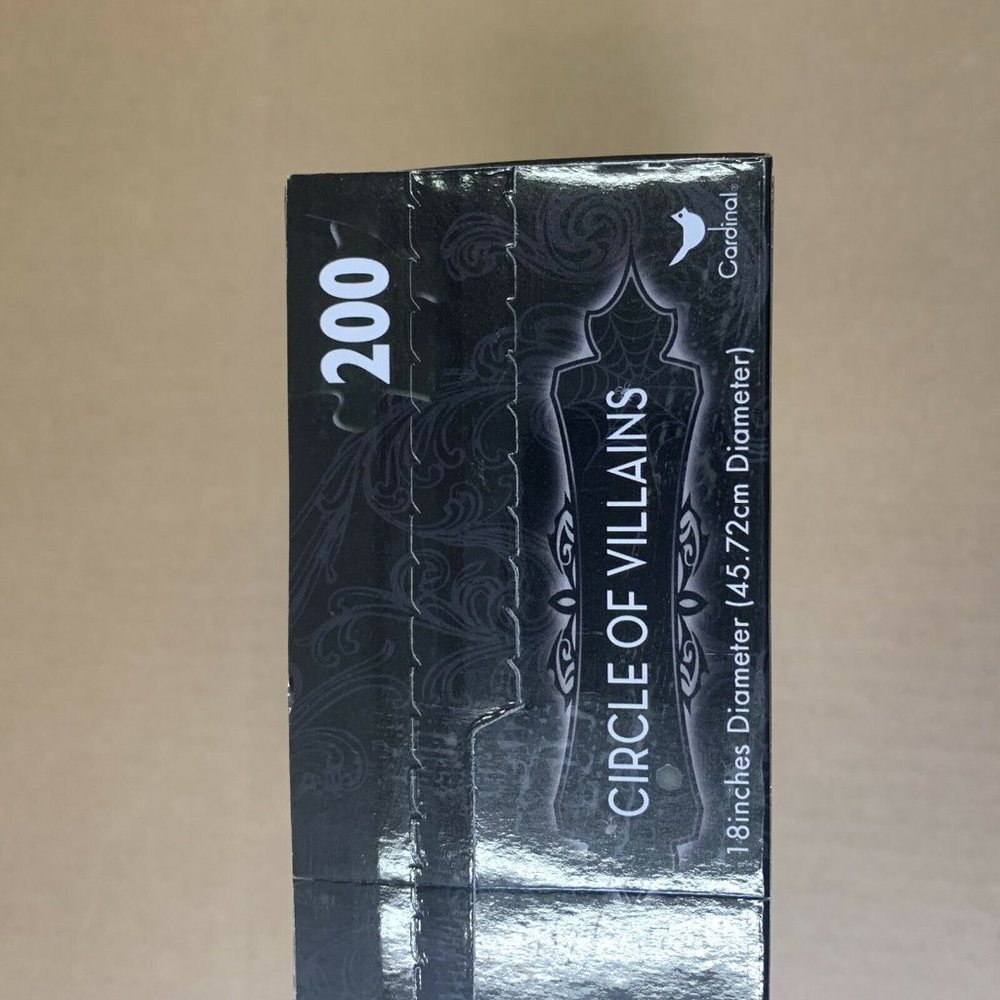 200
CIRCLE OF VILLAINS
18inches Diameter (45.72cm Diameter)
Cardinal®